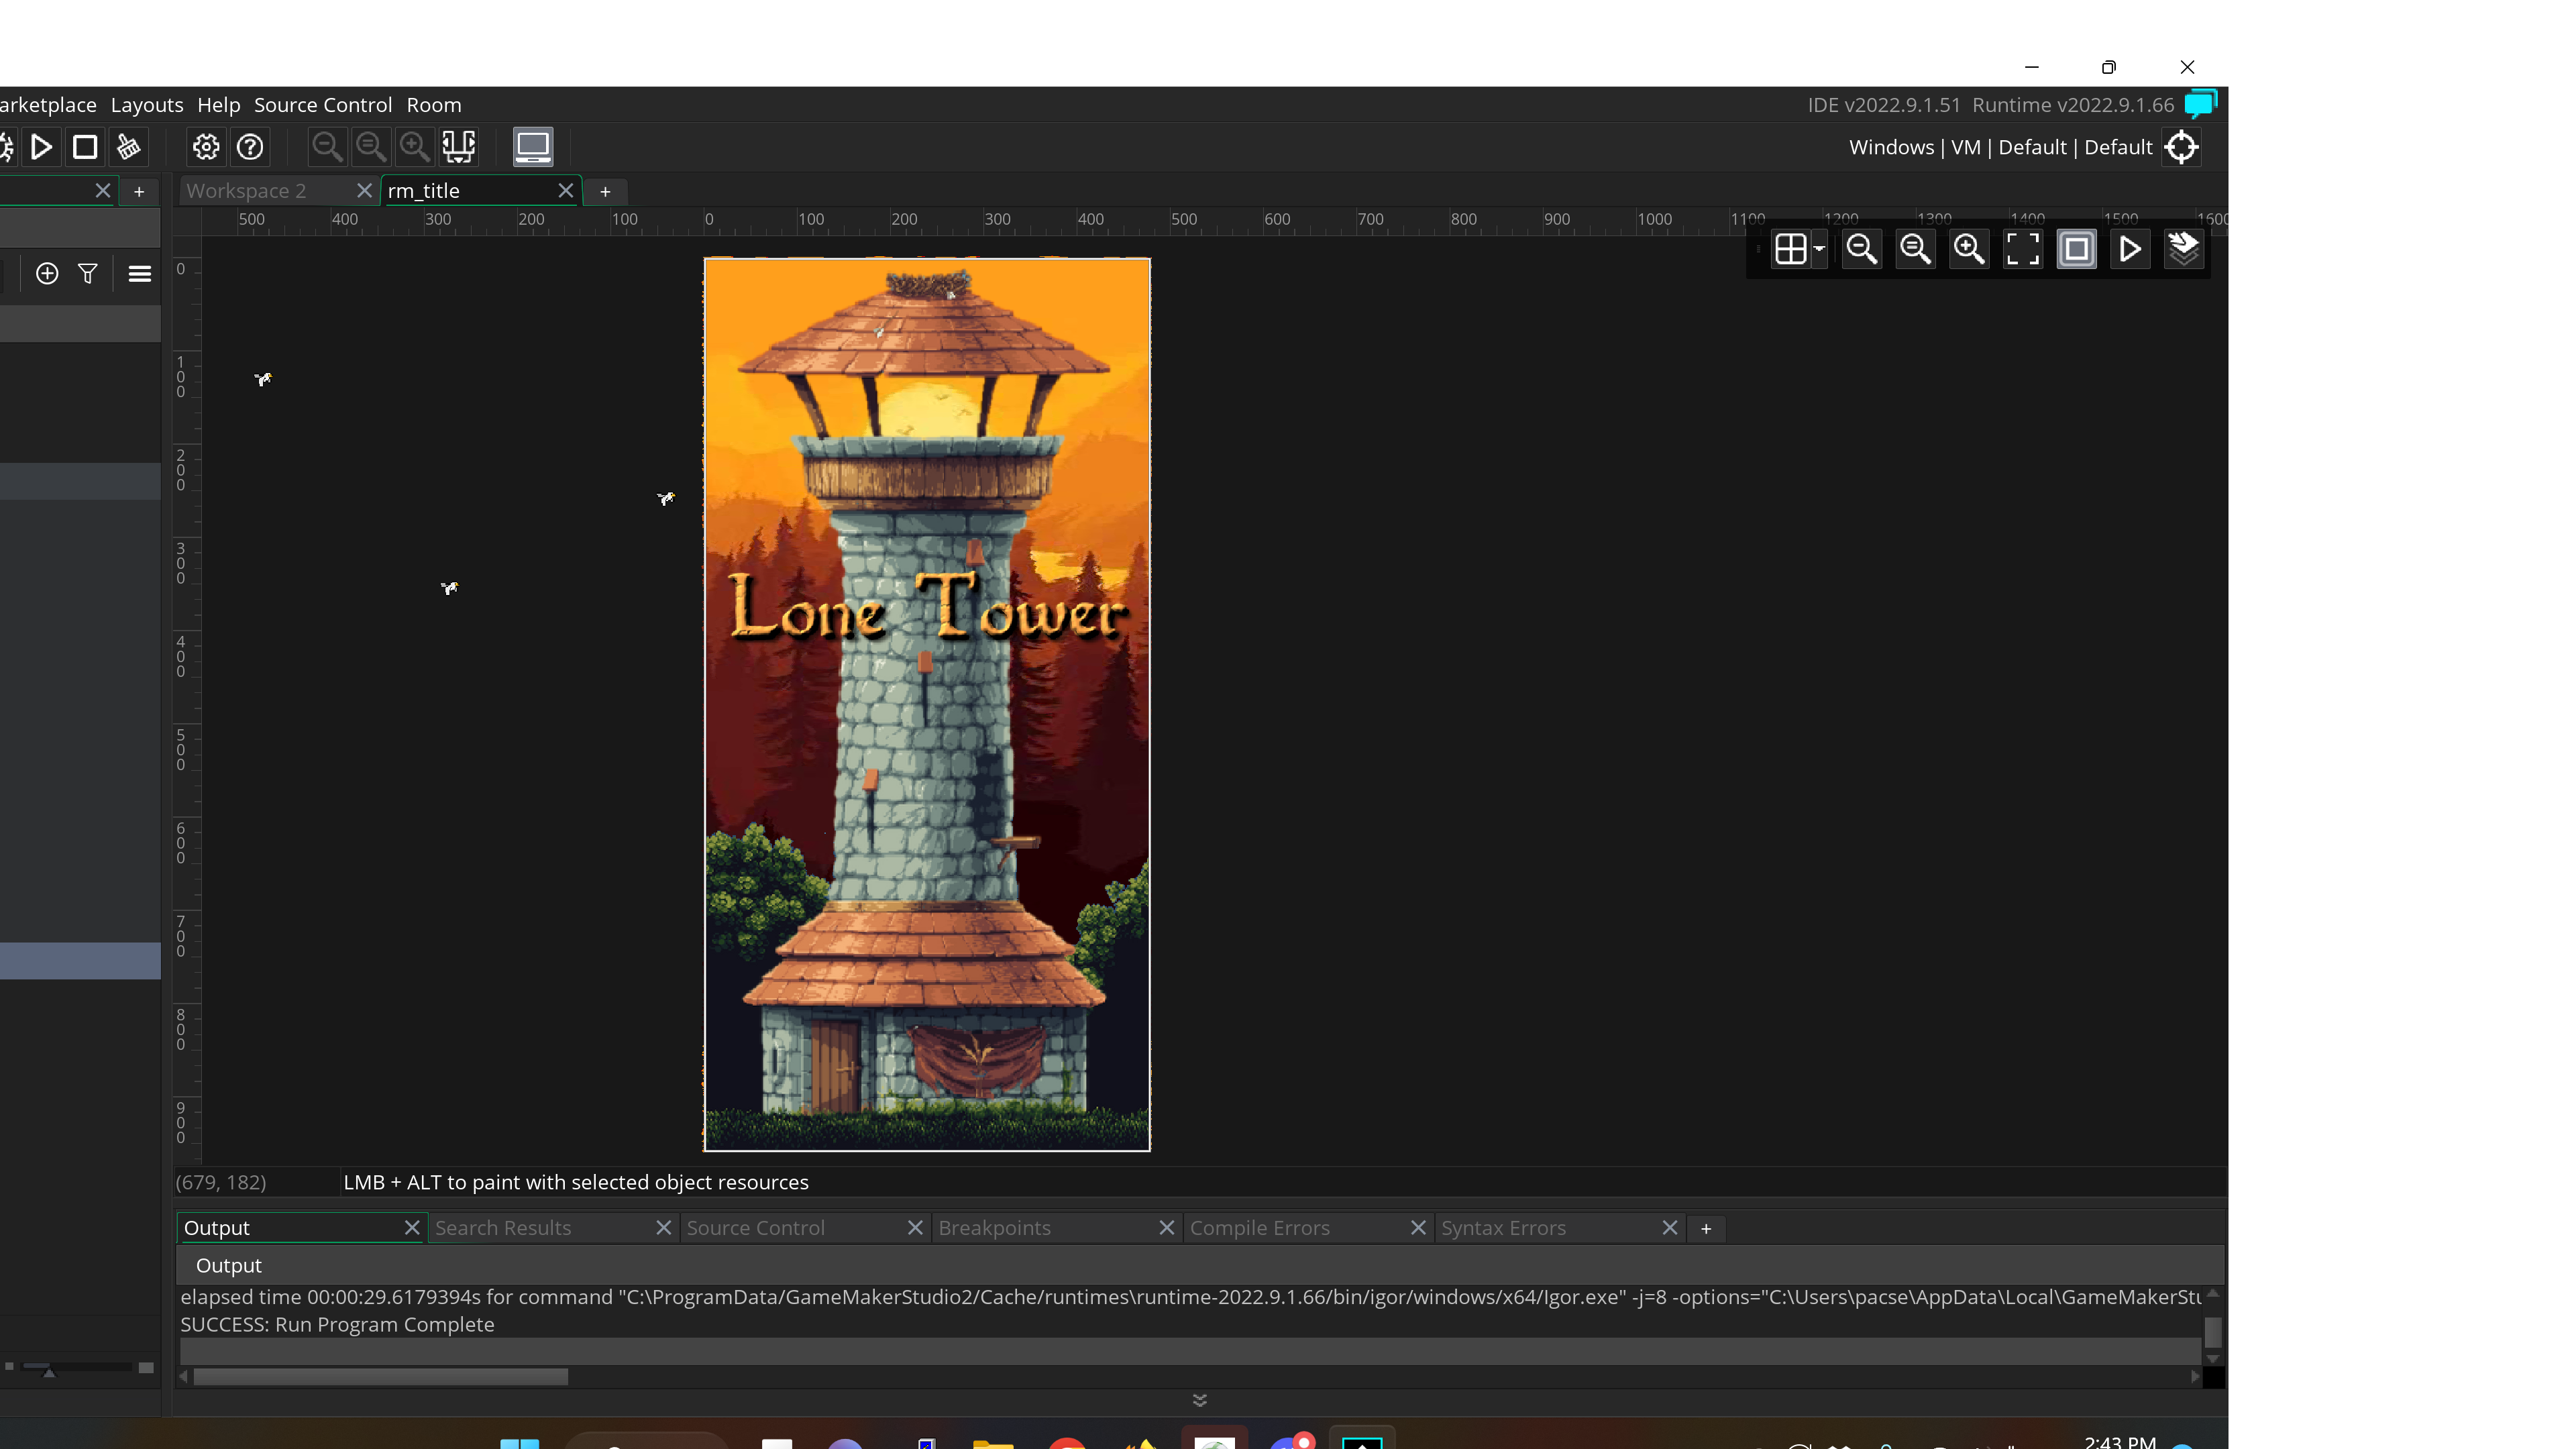 arketplace Layouts Help Source Control Room
IDE v2022.9.1.51 Runtime v2022.9.1.66
Windows | VM | Default | Default
Workspace 2
rm_title
500 400 300 200 100 0 100 200 300 400 500 600 700 800 900 1000 1100 1200 1300 1400 1500 1600
0
100
200
300
400
500
600
700
800
900
Lone Tower
(679, 182)
LMB + ALT to paint with selected object resources
Output
Search Results
Source Control
Breakpoints
Compile Errors
Syntax Errors
Output
elapsed time 00:00:29.6179394s for command "C:\ProgramData/GameMakerStudio2/Cache/runtimes\runtime-2022.9.1.66/bin/igor/windows/x64/Igor.exe" -j=8 -options="C:\Users\pacse\AppData\Local\GameMakerStu
SUCCESS: Run Program Complete
2:43 PM